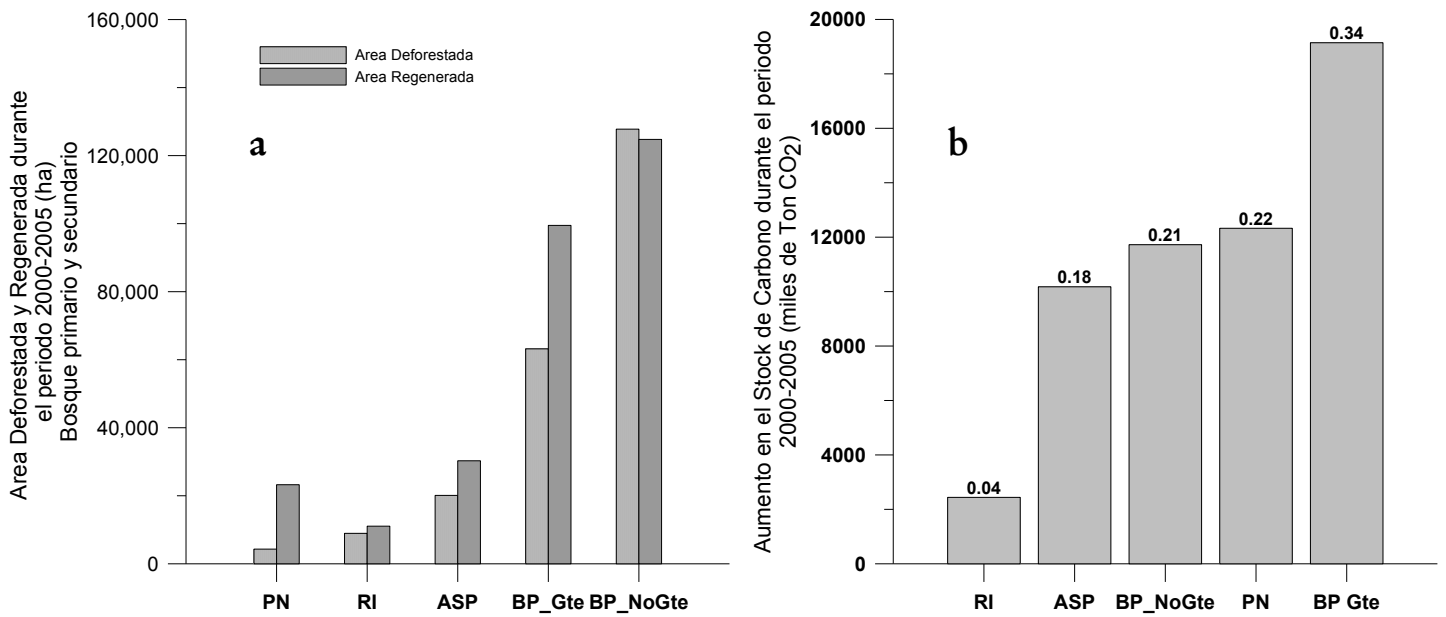 Area Deforestada y Regenerada durante
el periodo 2000-2005 (ha)
Bosque primario y secundario
160,000
120,000
80,000
40,000
0
Area Deforestada
Area Regenerada
a
PN RI ASP BP_Gte BP_NoGte
Aumento en el Stock de Carbono durante el periodo
2000-2005 (miles de Ton CO2)
20000
16000
12000
8000
4000
0
b
0.04
0.18
0.21
0.22
0.34
RI ASP BP_NoGte PN BP Gte